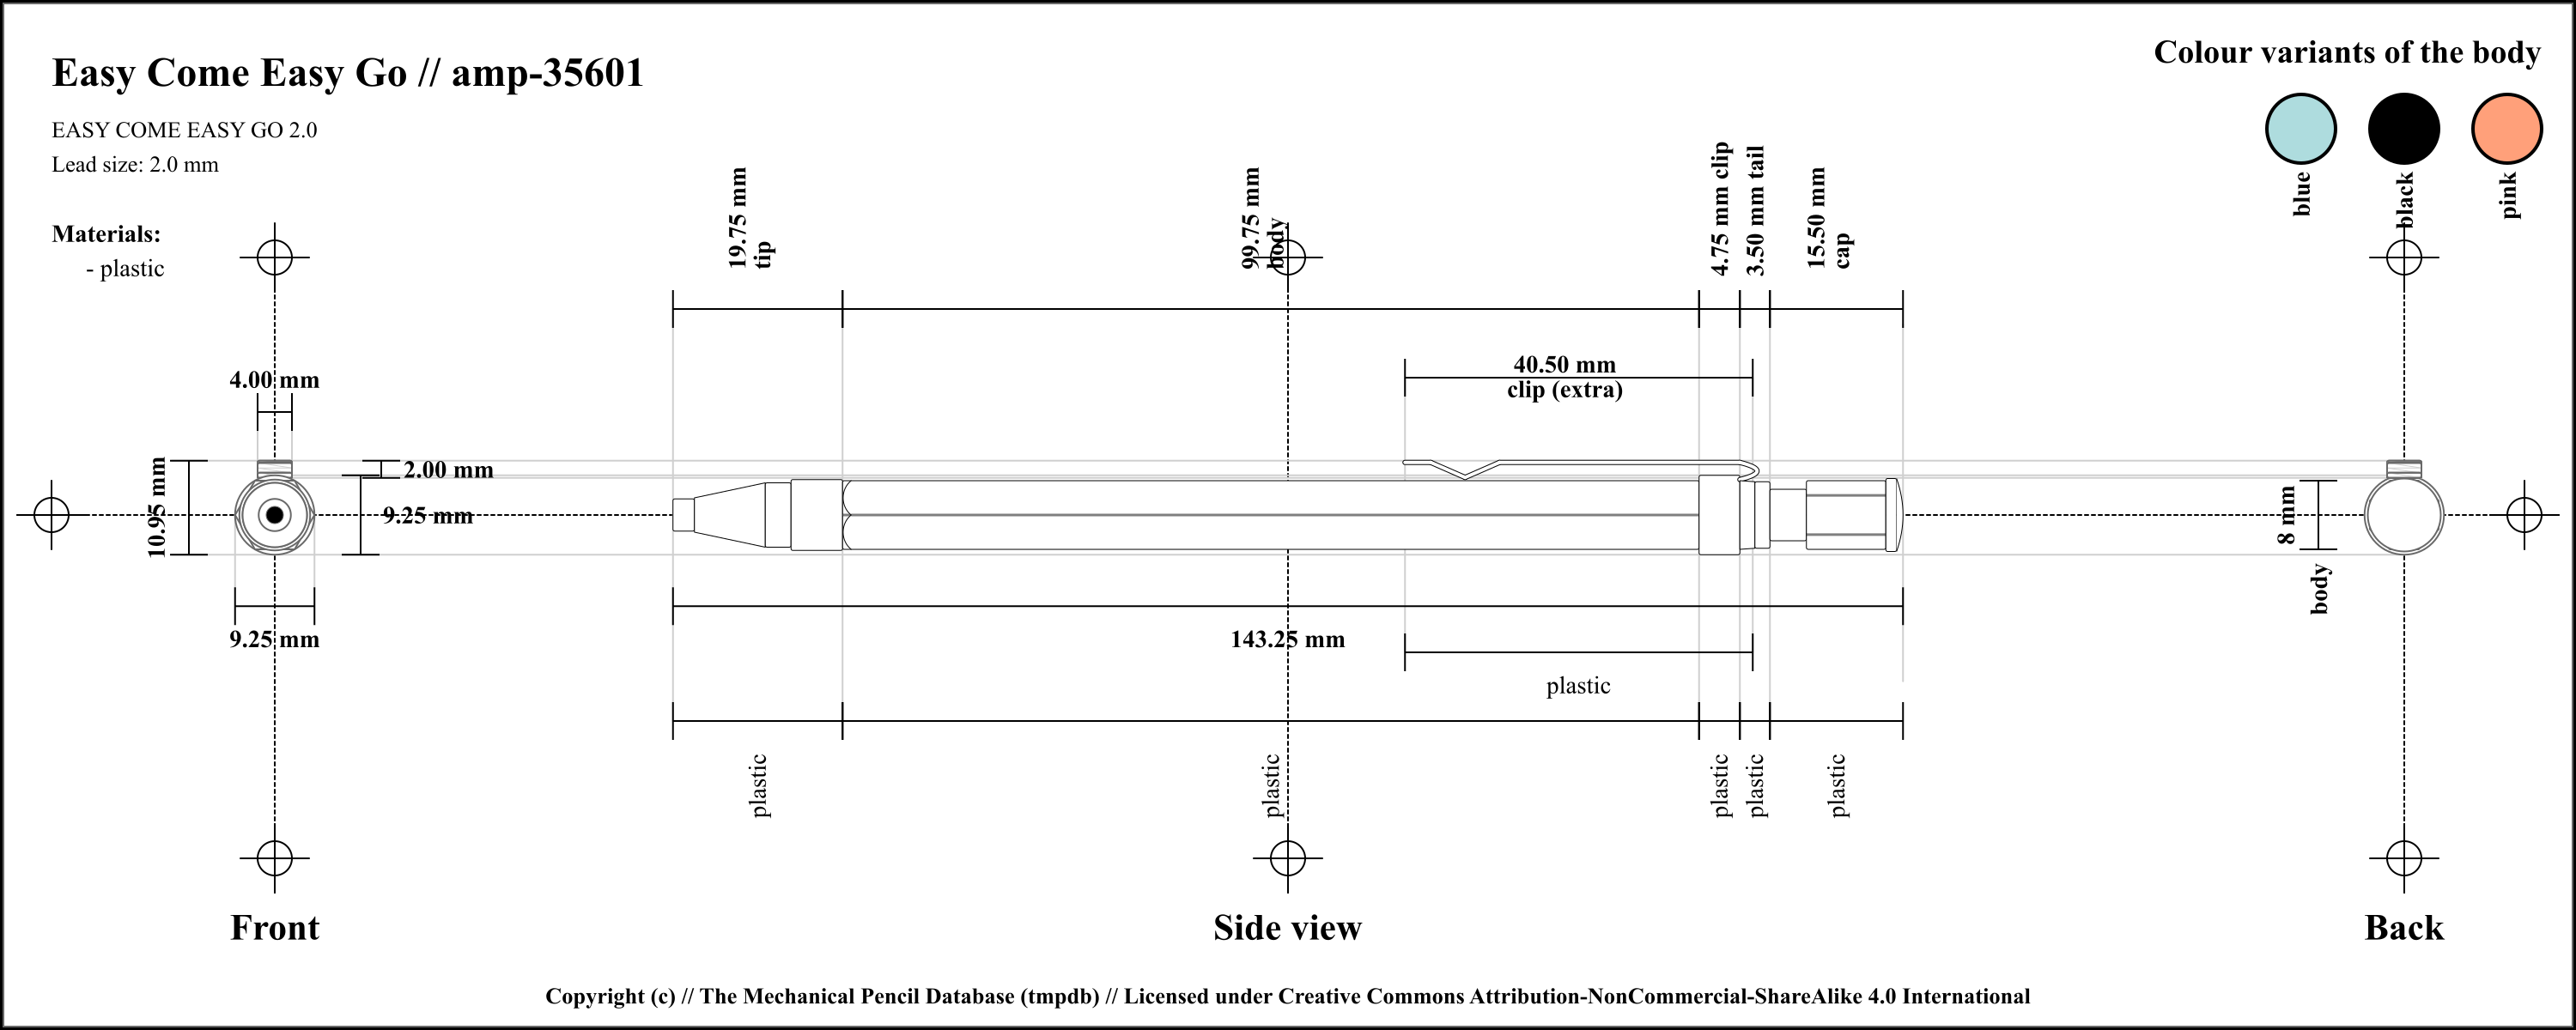 Easy Come Easy Go // amp-35601
EASY COME EASY GO 2.0
Lead size: 2.0 mm
Materials:
- plastic
Colour variants of the body
blue
black
pink
19.75 mm
tip
99.75 mm
body
4.75 mm clip
3.50 mm tail
15.50 mm
cap
40.50 mm
clip (extra)
4.00 mm
2.00 mm
10.95 mm
9.25 mm
9.25 mm
8 mm
body
143.25 mm
plastic
plastic
plastic
plastic
plastic
plastic
Front
Side view
Back
Copyright (c) // The Mechanical Pencil Database (tmpdb) // Licensed under Creative Commons Attribution-NonCommercial-ShareAlike 4.0 International